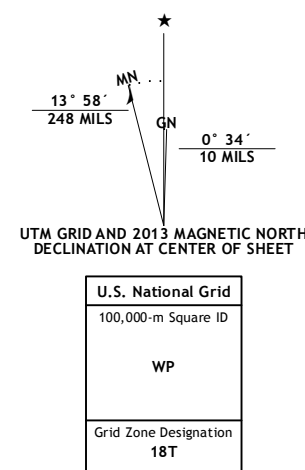 ★
MN
GN
13° 58´
248 MILS
0° 34´
10 MILS
UTM GRID AND 2013 MAGNETIC NORTH
DECLINATION AT CENTER OF SHEET
U.S. National Grid
100,000-m Square ID
WP
Grid Zone Designation
18T